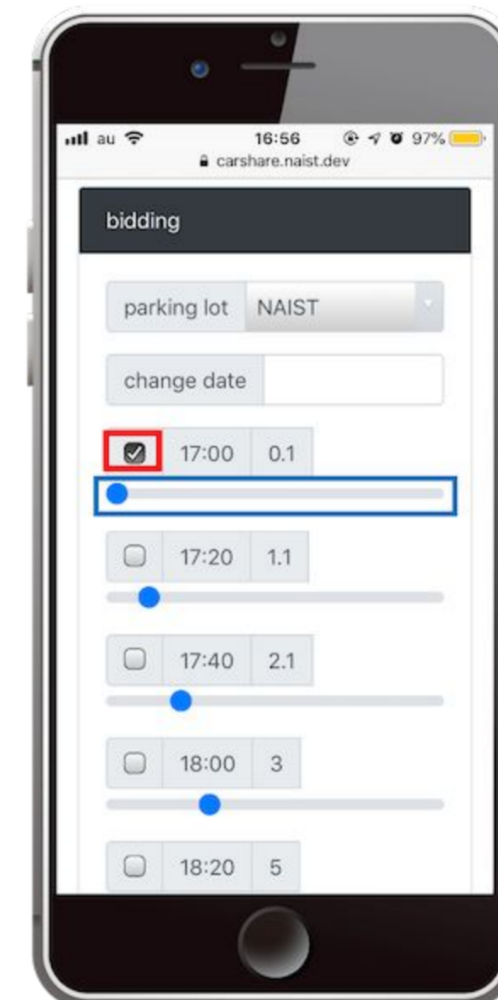 au 16:56 97%
carshare.naist.dev
bidding
parking lot NAIST
change date
17:00 0.1
17:20 1.1
17:40 2.1
18:00 3
18:20 5